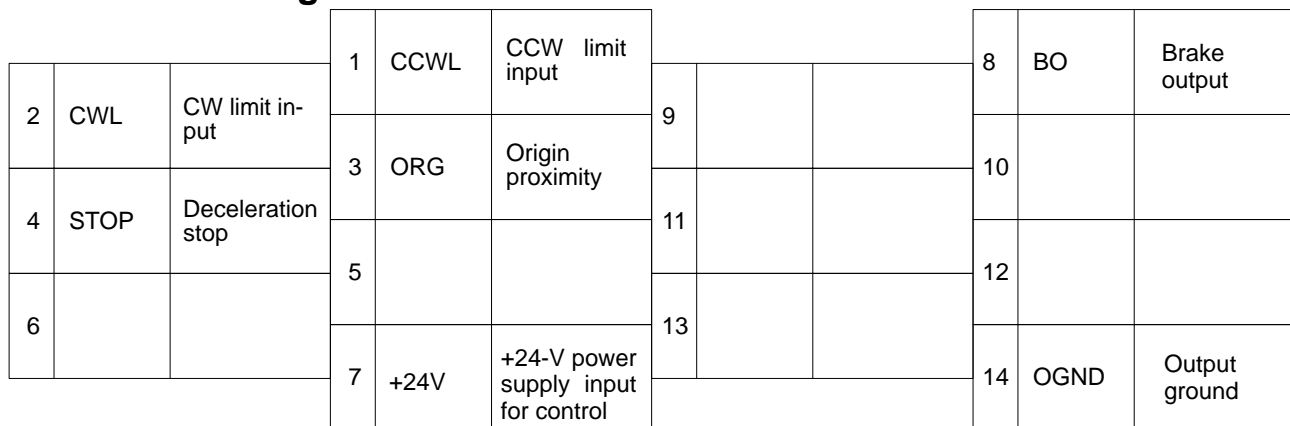 1 CCWL CCW limit
input
2 CWL CW limit in-
put
3 ORG Origin
proximity
4 STOP Deceleration
stop
5
6
7 +24V +24-V power
supply input
for control
8 BO Brake
output
9
10
11
12
13
14 OGND Output
ground